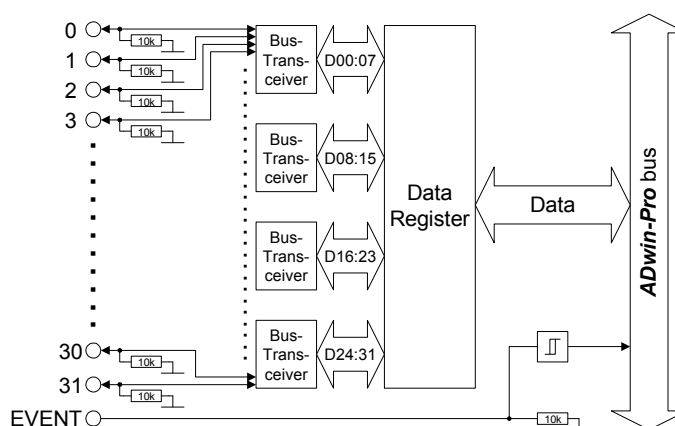 0
10k
1
10k
2
10k
3
10k
30
10k
31
10k
EVENT
Bus-
Trans-
ceiver
D00:07
Bus-
Trans-
ceiver
D08:15
Bus-
Trans-
ceiver
D16:23
Bus-
Trans-
ceiver
D24:31
Data
Register
Data
ADwin-Pro bus
10k